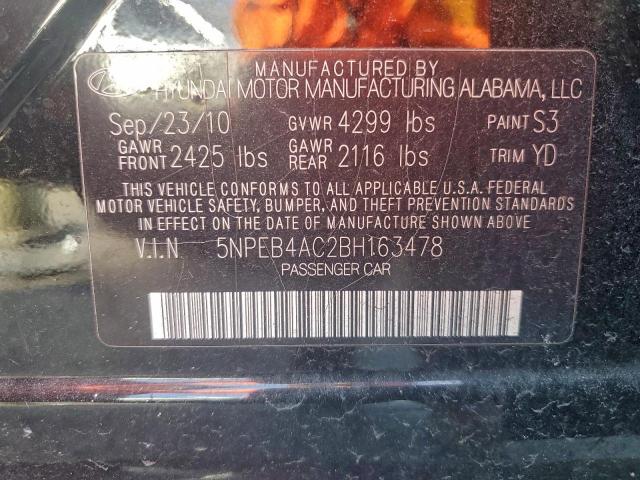 MANUFACTURED BY
HYUNDAI MOTOR MANUFACTURING ALABAMA, LLC
Sep/23/10 GVWR 4299 lbs PAINT S3
GAWR FRONT 2425 lbs GAWR REAR 2116 lbs TRIM YD
THIS VEHICLE CONFORMS TO ALL APPLICABLE U.S.A. FEDERAL
MOTOR VEHICLE SAFETY, BUMPER, AND THEFT PREVENTION STANDARDS
IN EFFECT ON THE DATE OF MANUFACTURE SHOWN ABOVE.
V.I.N 5NPEB4AC2BH163478
PASSENGER CAR